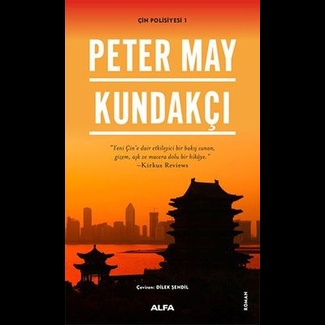 ÇİN POLİSİYESİ 1
PETER MAY
KUNDAKÇI
"Yeni Çin'e dair etkileyici bir bakış sunan,
gizem, aşk ve macera dolu bir hikâye."
—Kirkus Reviews
Çeviren: DİLEK ŞENDİL
ALFA
ROMAN